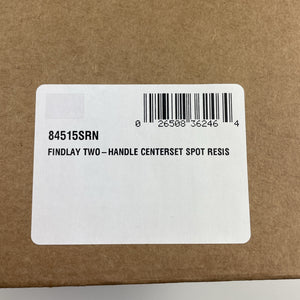 0 26508 36246 4
84515SRN
FINDLAY TWO–HANDLE CENTERSET SPOT RESIS